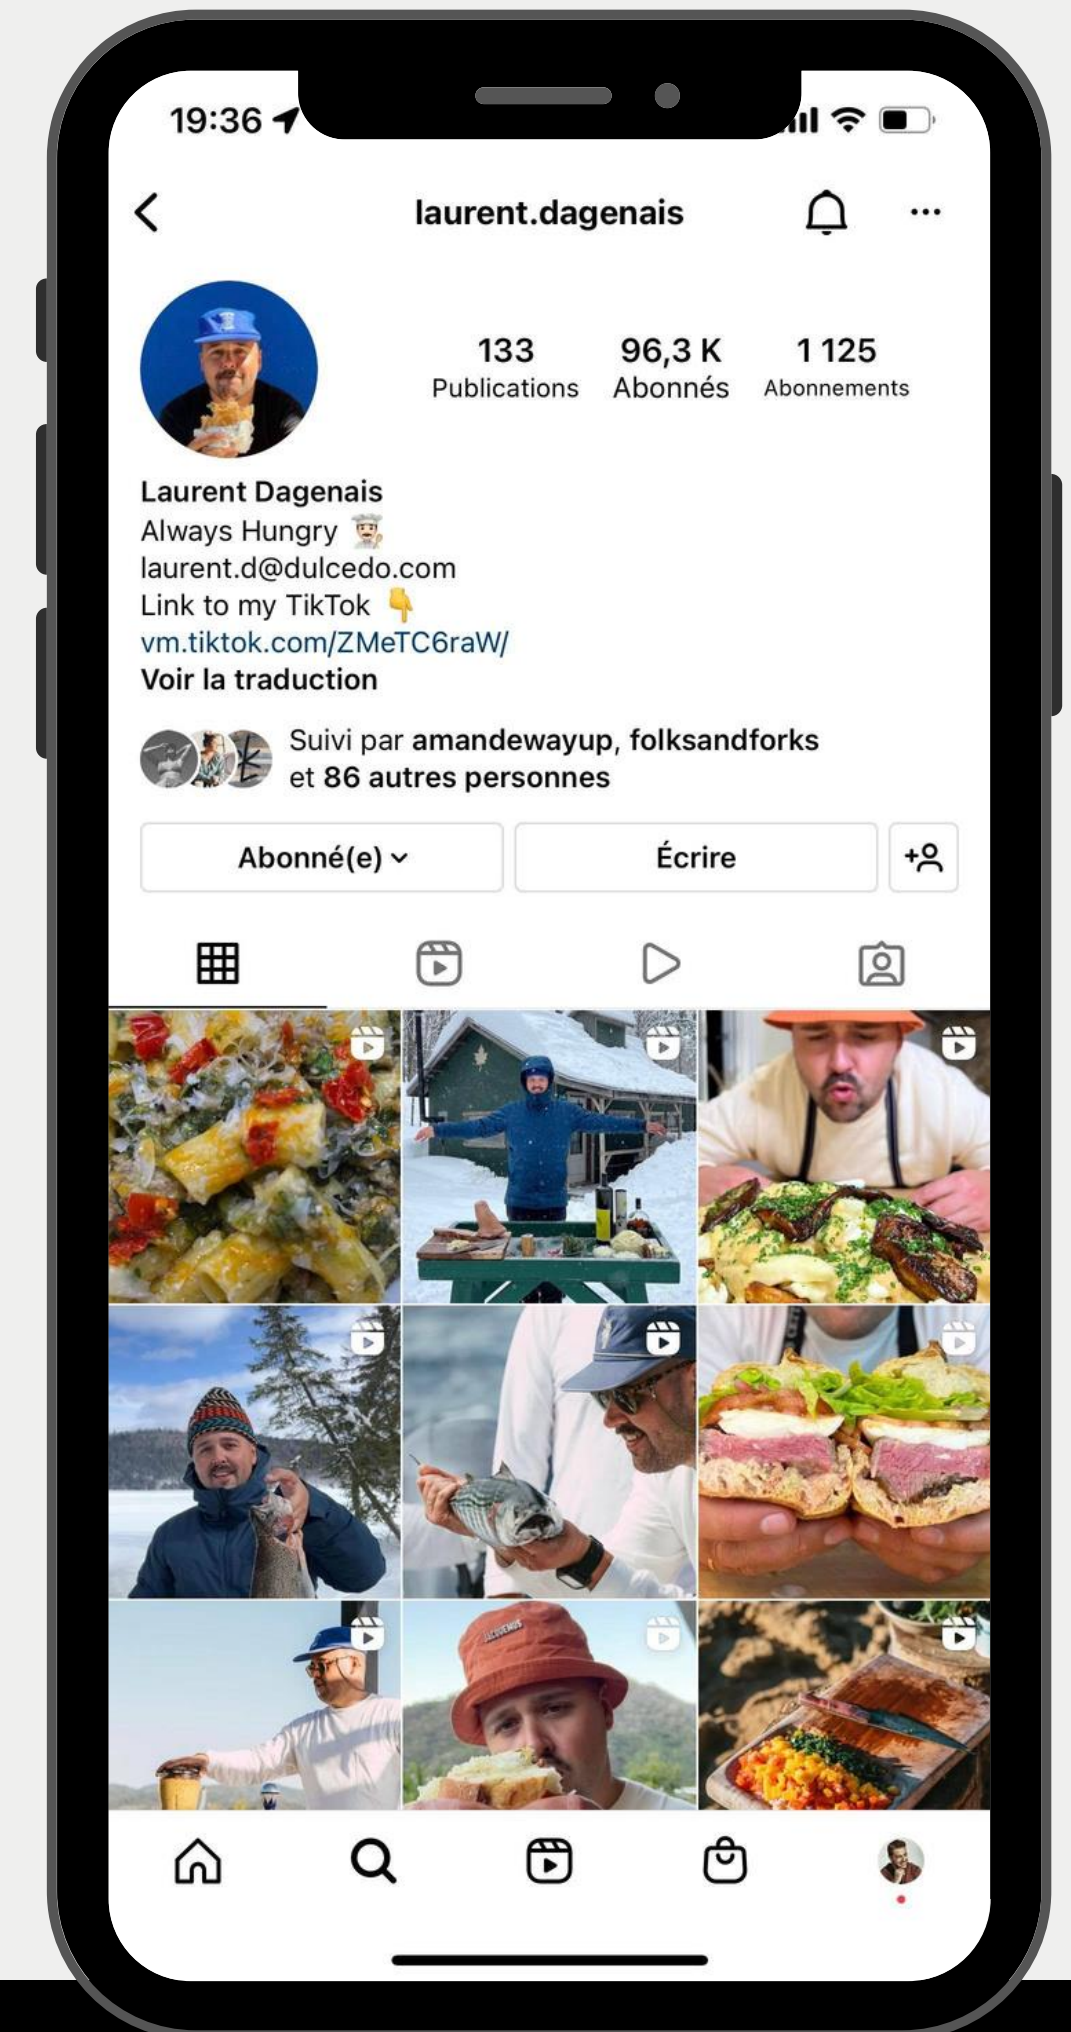 19:36
laurent.dagenais
133
Publications
96,3 K
Abonnés
1 125
Abonnements
Laurent Dagenais
Always Hungry
laurent.d@dulcedo.com
Link to my TikTok
vm.tiktok.com/ZMeTC6raW/
Voir la traduction
Suivi par amandewayup, folksandforks
et 86 autres personnes
Abonné(e)
Écrire
JACQUEMUS